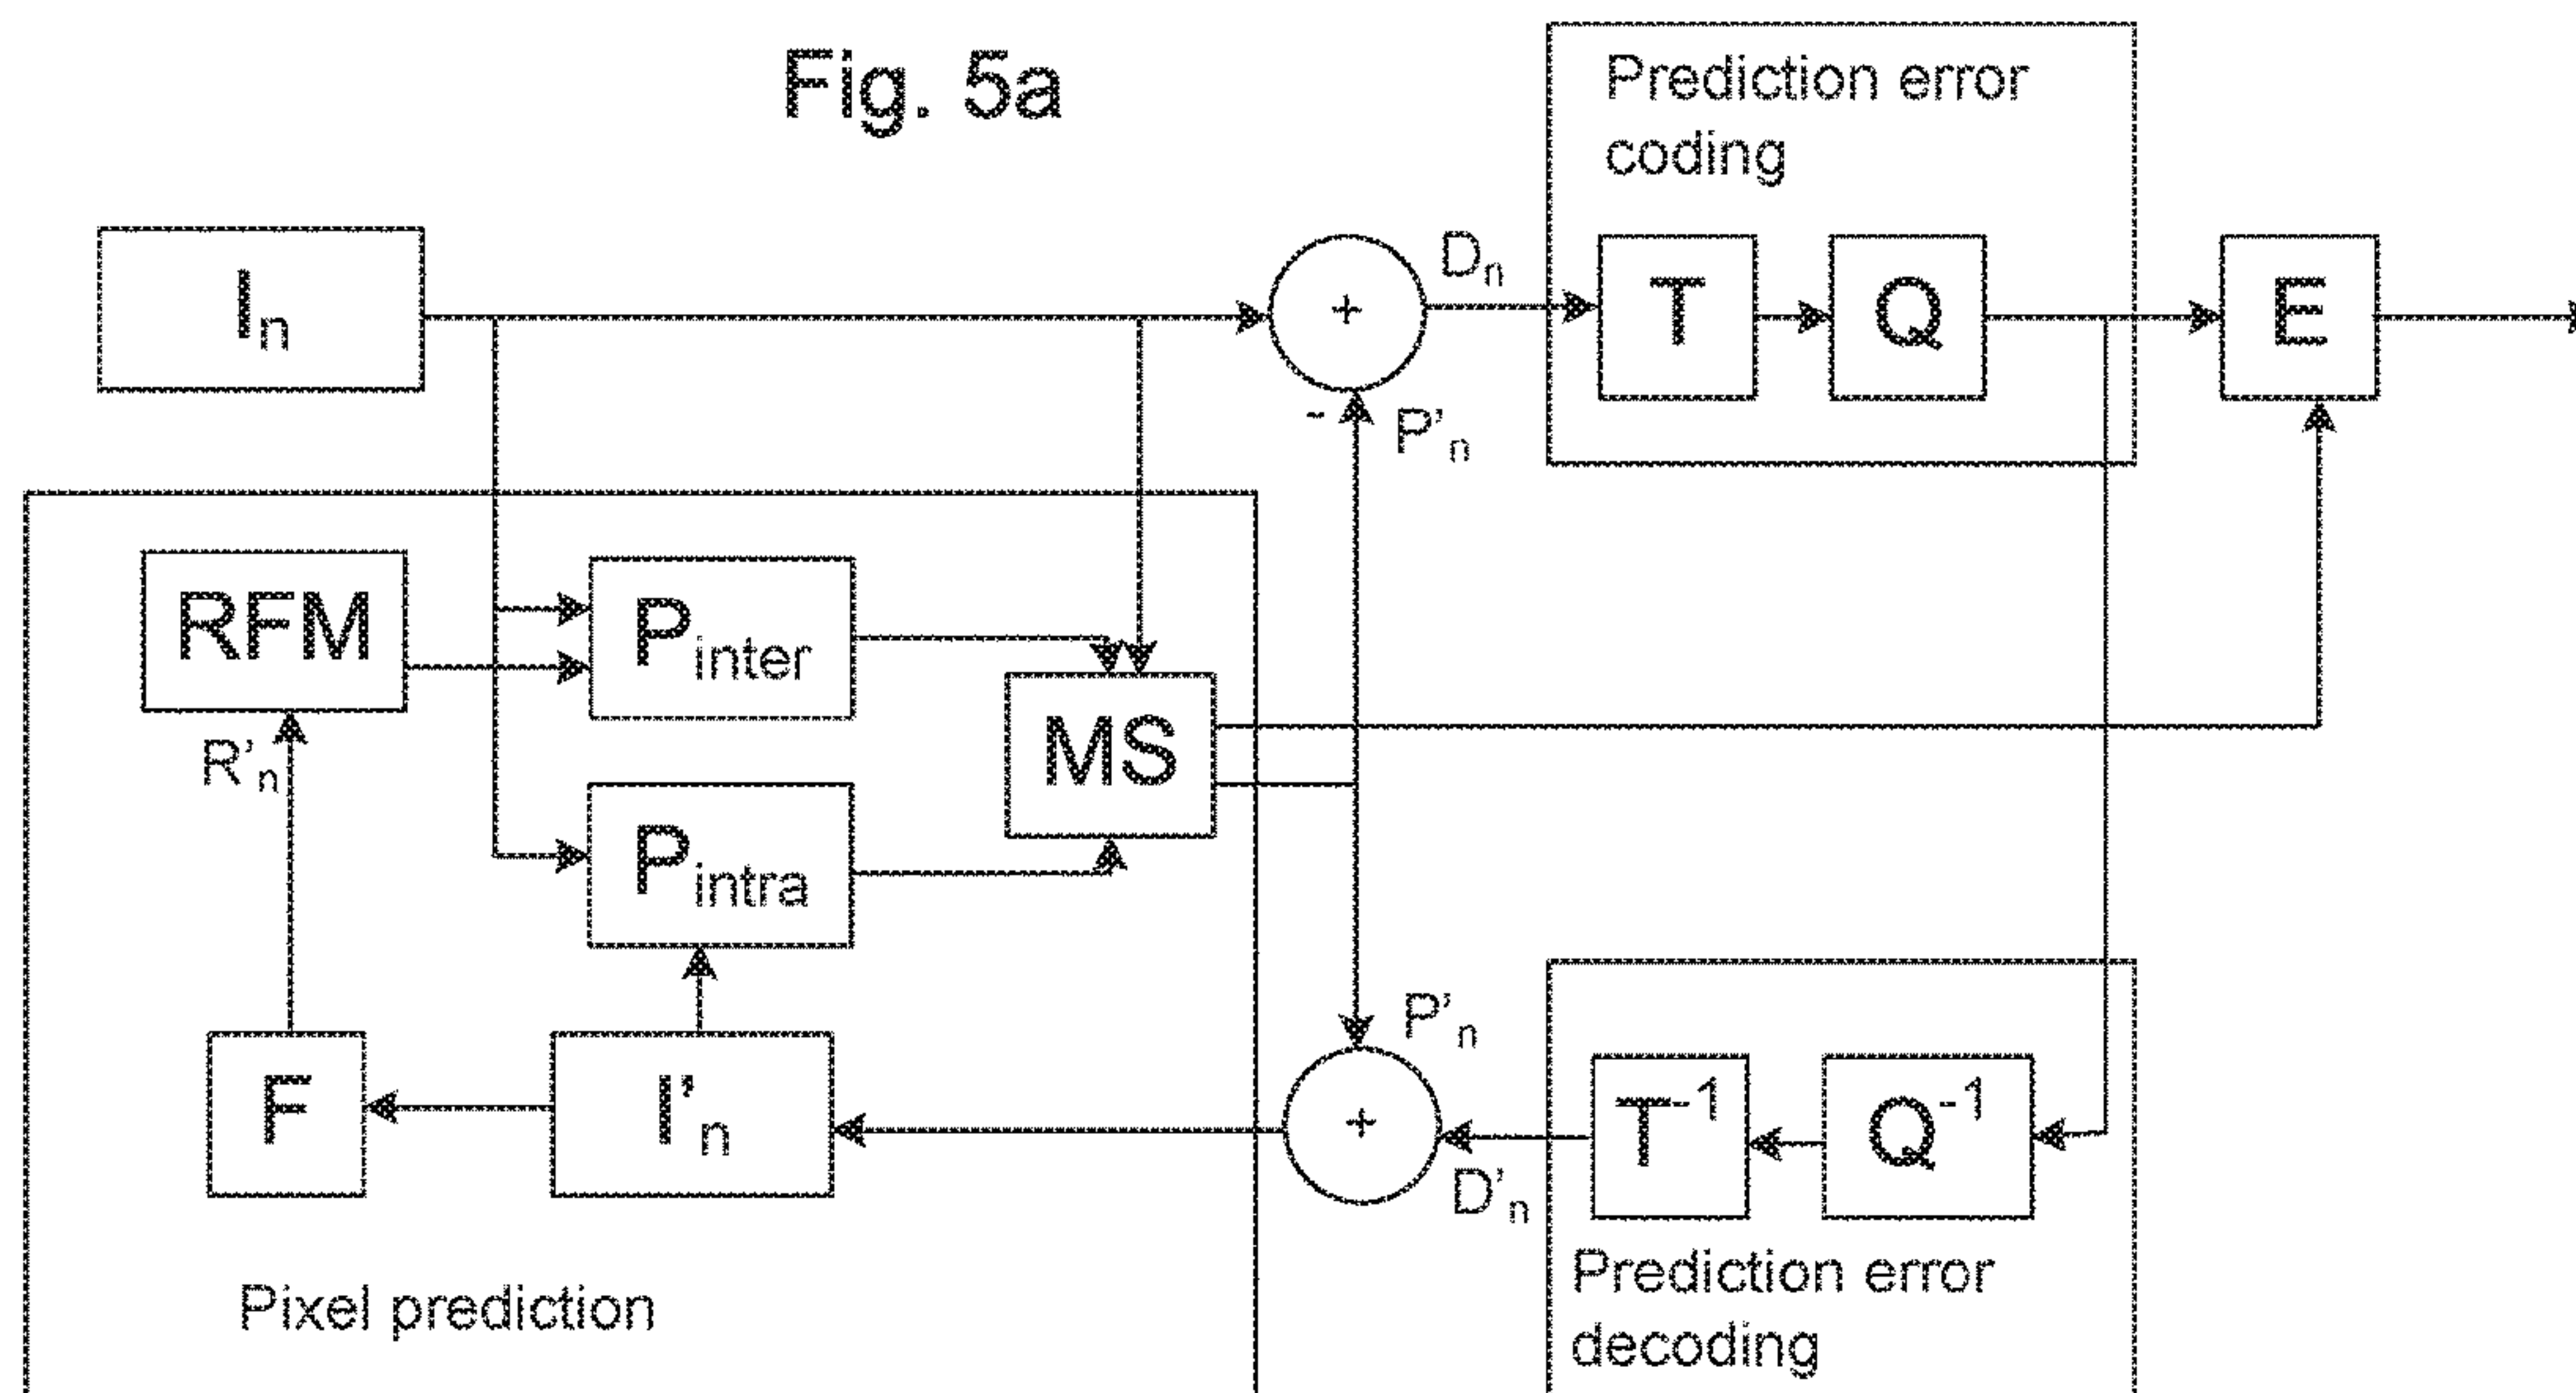 Fig. 5a
Prediction error
coding
Iₙ
+
Dₙ
T
Q
E
-
P'ₙ
RFM
Pinter
MS
R'ₙ
Pintra
P'ₙ
F
I'ₙ
+
D'ₙ
T⁻¹
Q⁻¹
Pixel prediction
Prediction error
decoding